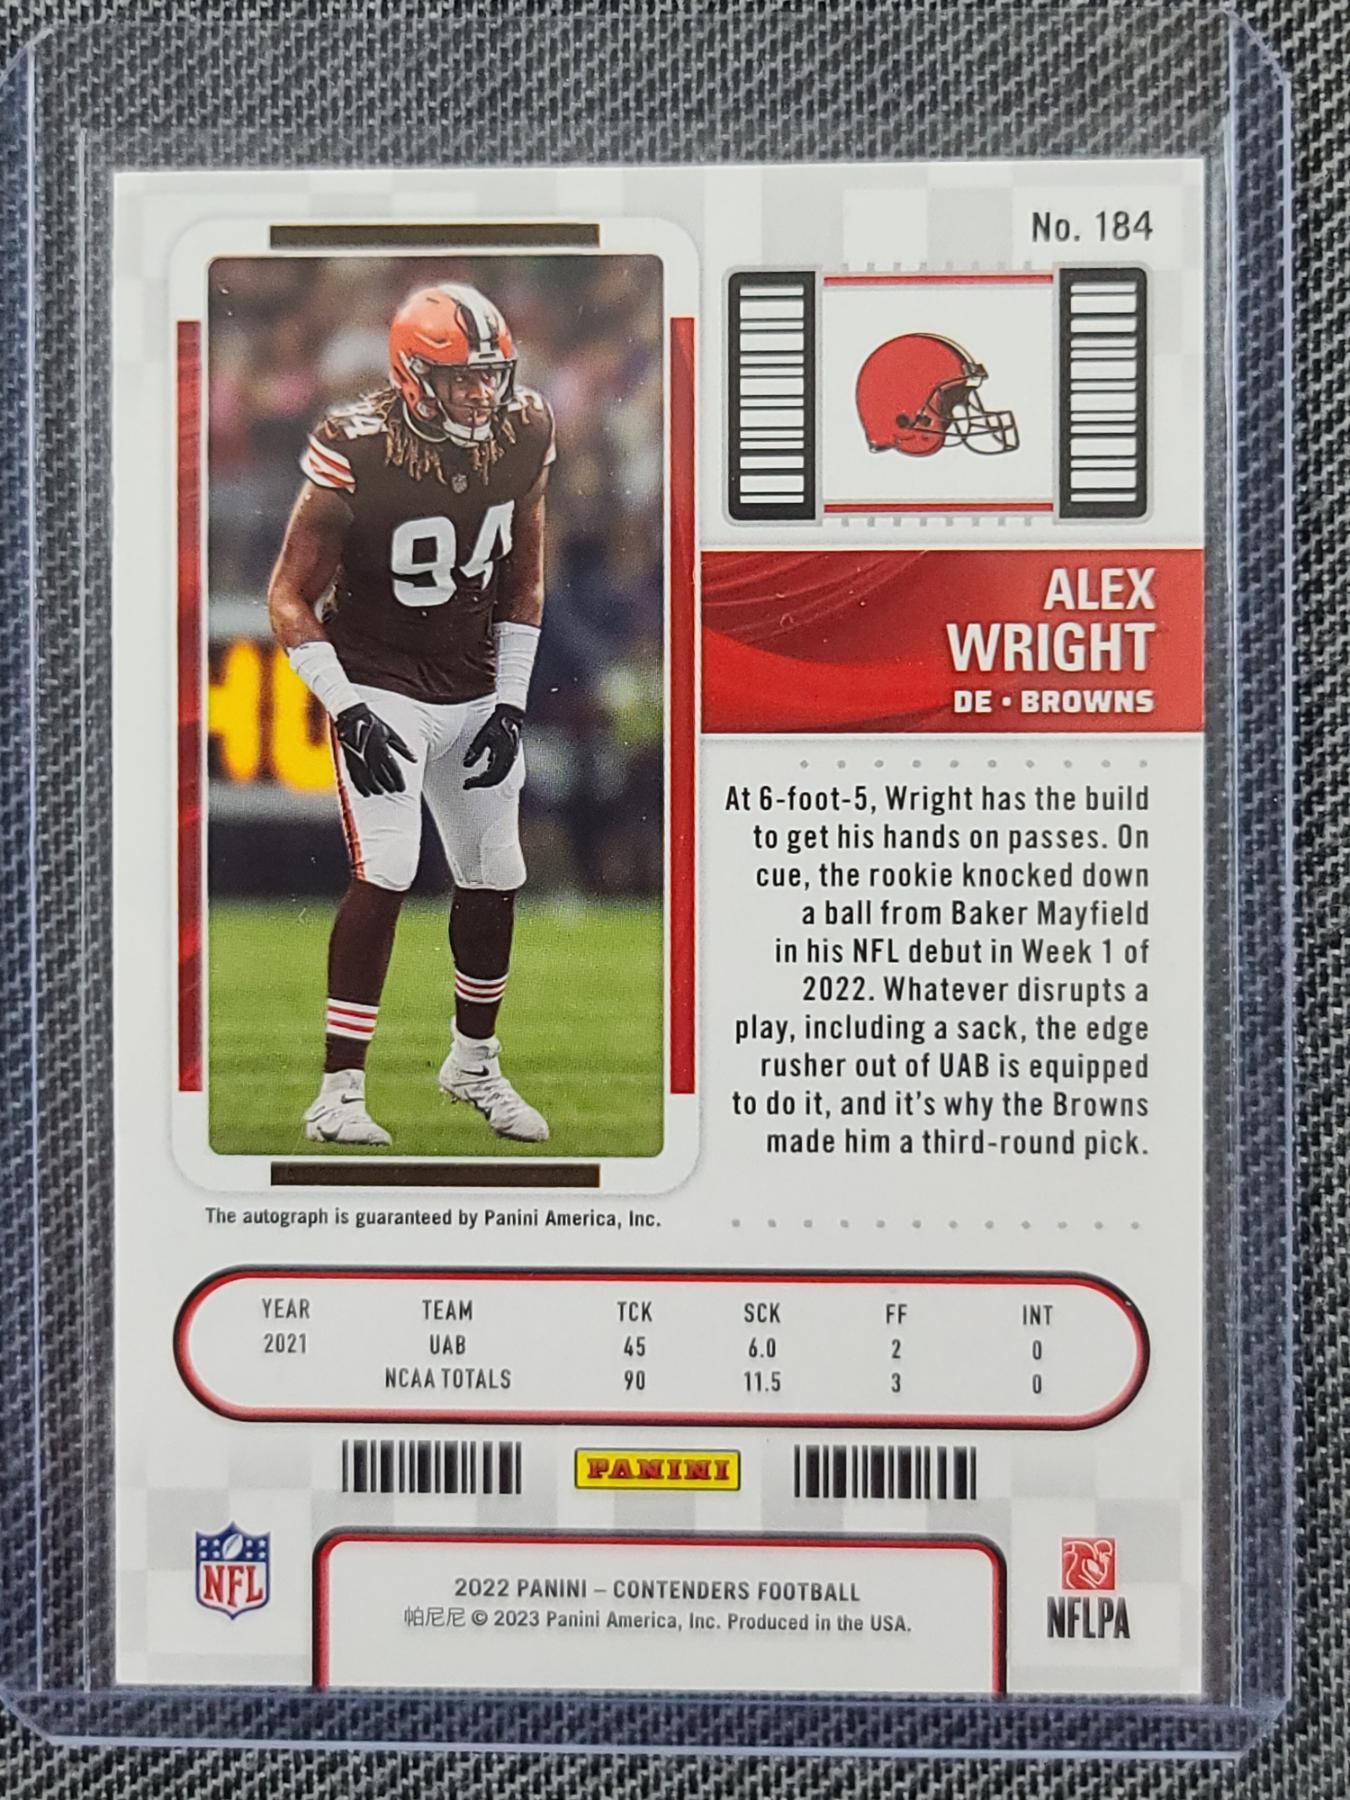 No. 184
94
94
ALEX
WRIGHT
DE • BROWNS
At 6-foot-5, Wright has the build
to get his hands on passes. On
cue, the rookie knocked down
a ball from Baker Mayfield
in his NFL debut in Week 1 of
2022. Whatever disrupts a
play, including a sack, the edge
rusher out of UAB is equipped
to do it, and it's why the Browns
made him a third-round pick.
The autograph is guaranteed by Panini America, Inc.
YEAR TEAM TCK SCK FF INT
2021 UAB 45 6.0 2 0
NCAA TOTALS 90 11.5 3 0
PANINI
NFL
2022 PANINI – CONTENDERS FOOTBALL
帕尼尼 © 2023 Panini America, Inc. Produced in the USA.
NFLPA